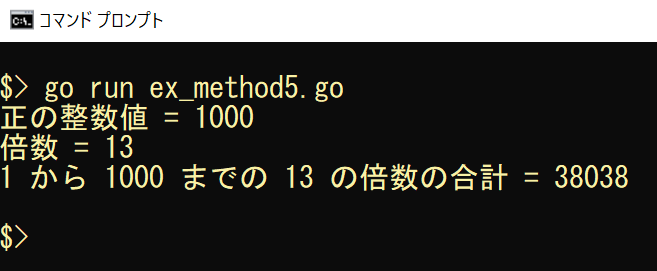 コマンド プロンプト
$> go run ex_method5.go
正の整数値 = 1000
倍数 = 13
1 から 1000 までの 13 の倍数の合計 = 38038
$>